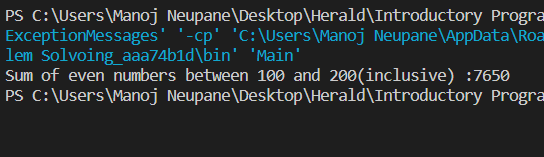 PS C:\Users\Manoj Neupane\Desktop\Herald\Introductory Progra
ExceptionMessages' '-cp' 'C:\Users\Manoj Neupane\AppData\Roa
lem Solvoing_aaa74b1d\bin' 'Main'
Sum of even numbers between 100 and 200(inclusive) :7650
PS C:\Users\Manoj Neupane\Desktop\Herald\Introductory Progra